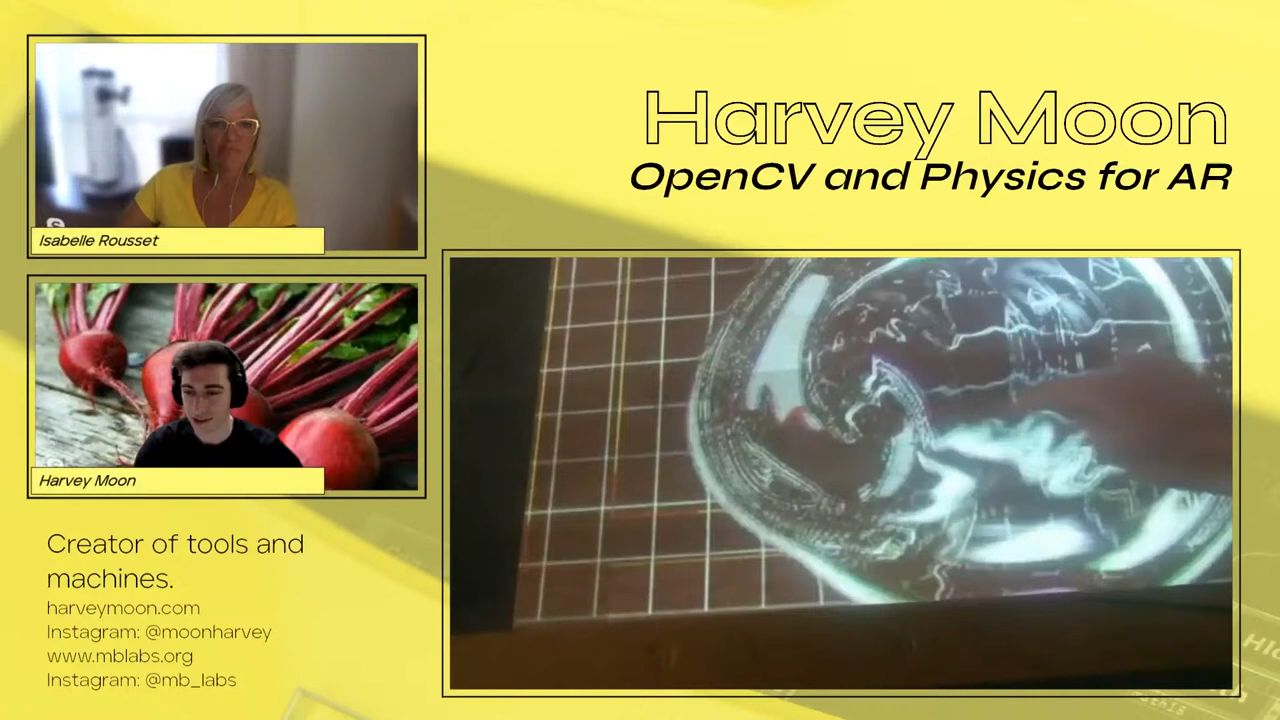 Harvey Moon
OpenCV and Physics for AR
Isabelle Rousset
Harvey Moon
Creator of tools and
machines.
harveymoon.com
Instagram: @moonharvey
www.mblabs.org
Instagram: @mb_labs